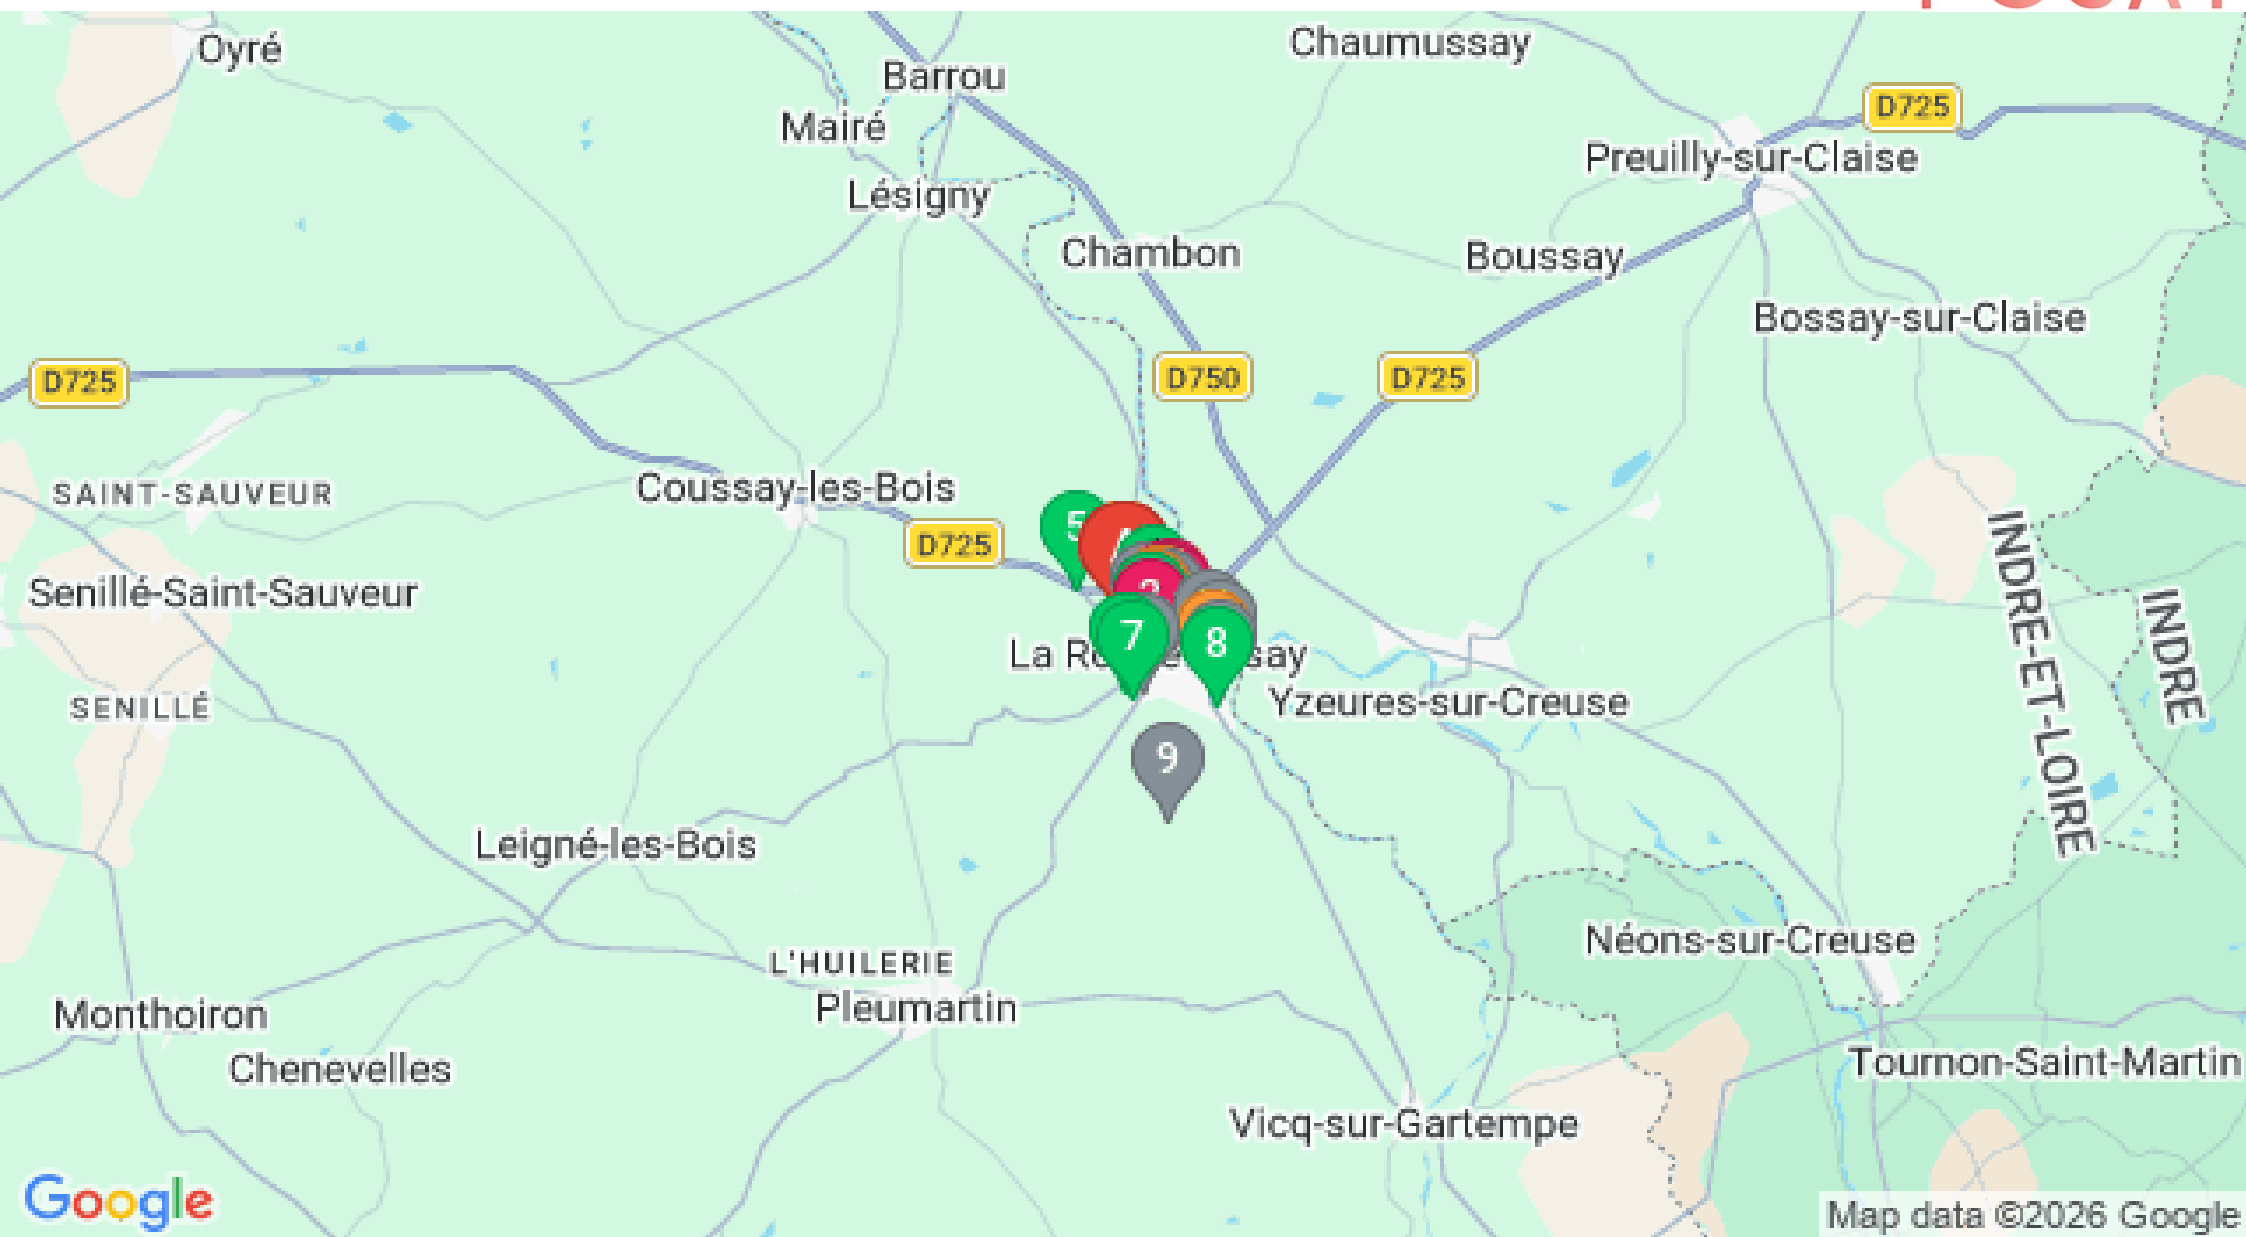 Oyré
Chaumussay
Barrou
D725
Mairé
Preuilly-sur-Claise
Lésigny
Chambon
Boussay
Bossay-sur-Claise
D725
D750
D725
SAINT-SAUVEUR
Coussay-les-Bois
5
D725
INDRE-ET-LOIRE
INDRE
Senillé-Saint-Sauveur
7
8
La Ro
say
SENILLÉ
Yzeures-sur-Creuse
9
Leigné-les-Bois
Néons-sur-Creuse
L'HUILERIE
Pleumartin
Monthoiron
Chenevelles
Tournon-Saint-Martin
Vicq-sur-Gartempe
Google
Map data ©2026 Google